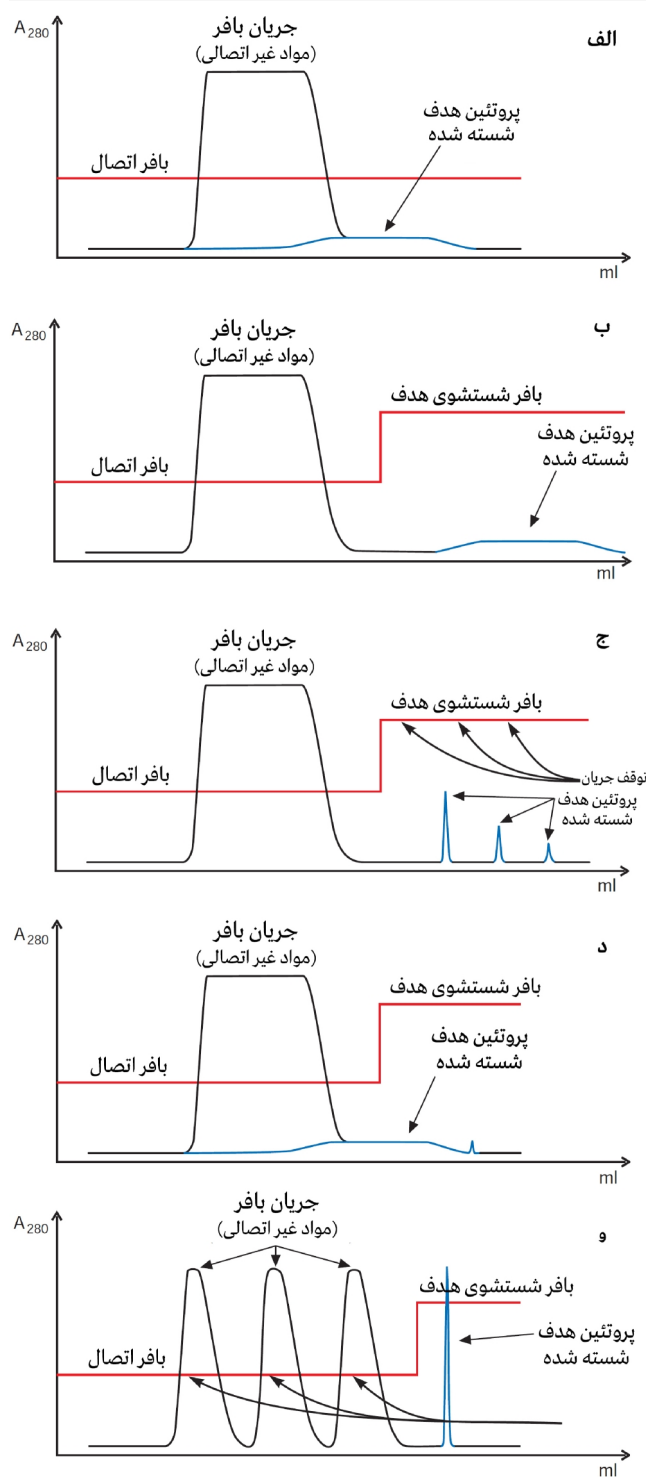 A280
جریان بافر
(مواد غیر اتصالی)
الف
پروتئین هدف
شسته شده
بافر اتصال
ml
A280
جریان بافر
(مواد غیر اتصالی)
ب
بافر شستشوی هدف
پروتئین هدف
شسته شده
بافر اتصال
ml
A280
جریان بافر
(مواد غیر اتصالی)
ج
بافر شستشوی هدف
بافر اتصال
توقف جریان
پروتئین هدف
شسته شده
ml
A280
جریان بافر
(مواد غیر اتصالی)
د
بافر شستشوی هدف
پروتئین هدف
شسته شده
بافر اتصال
ml
جریان بافر
(مواد غیر اتصالی)
A280
و
بافر شستشوی هدف
پروتئین هدف
شسته شده
بافر اتصال
ml